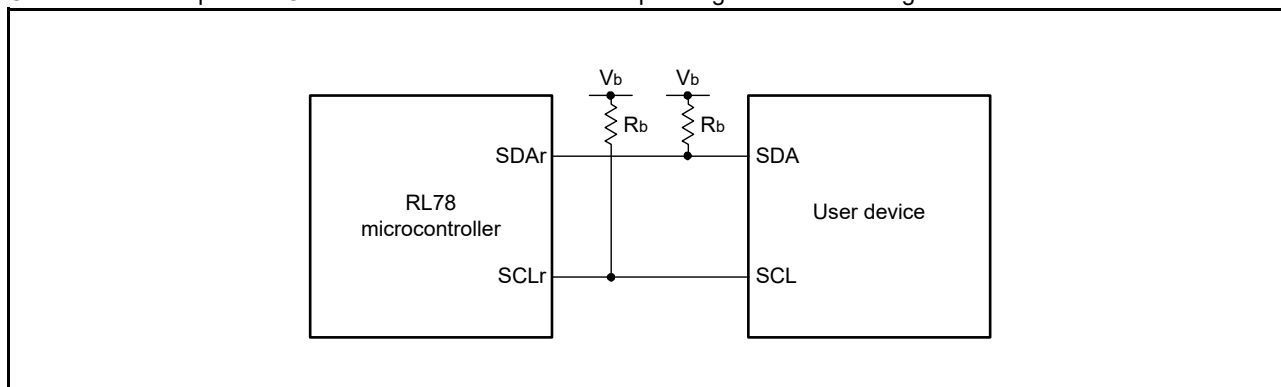 Vb Vb
Rb Rb
SDAr SDA
RL78
microcontroller
User device
SCLr SCL